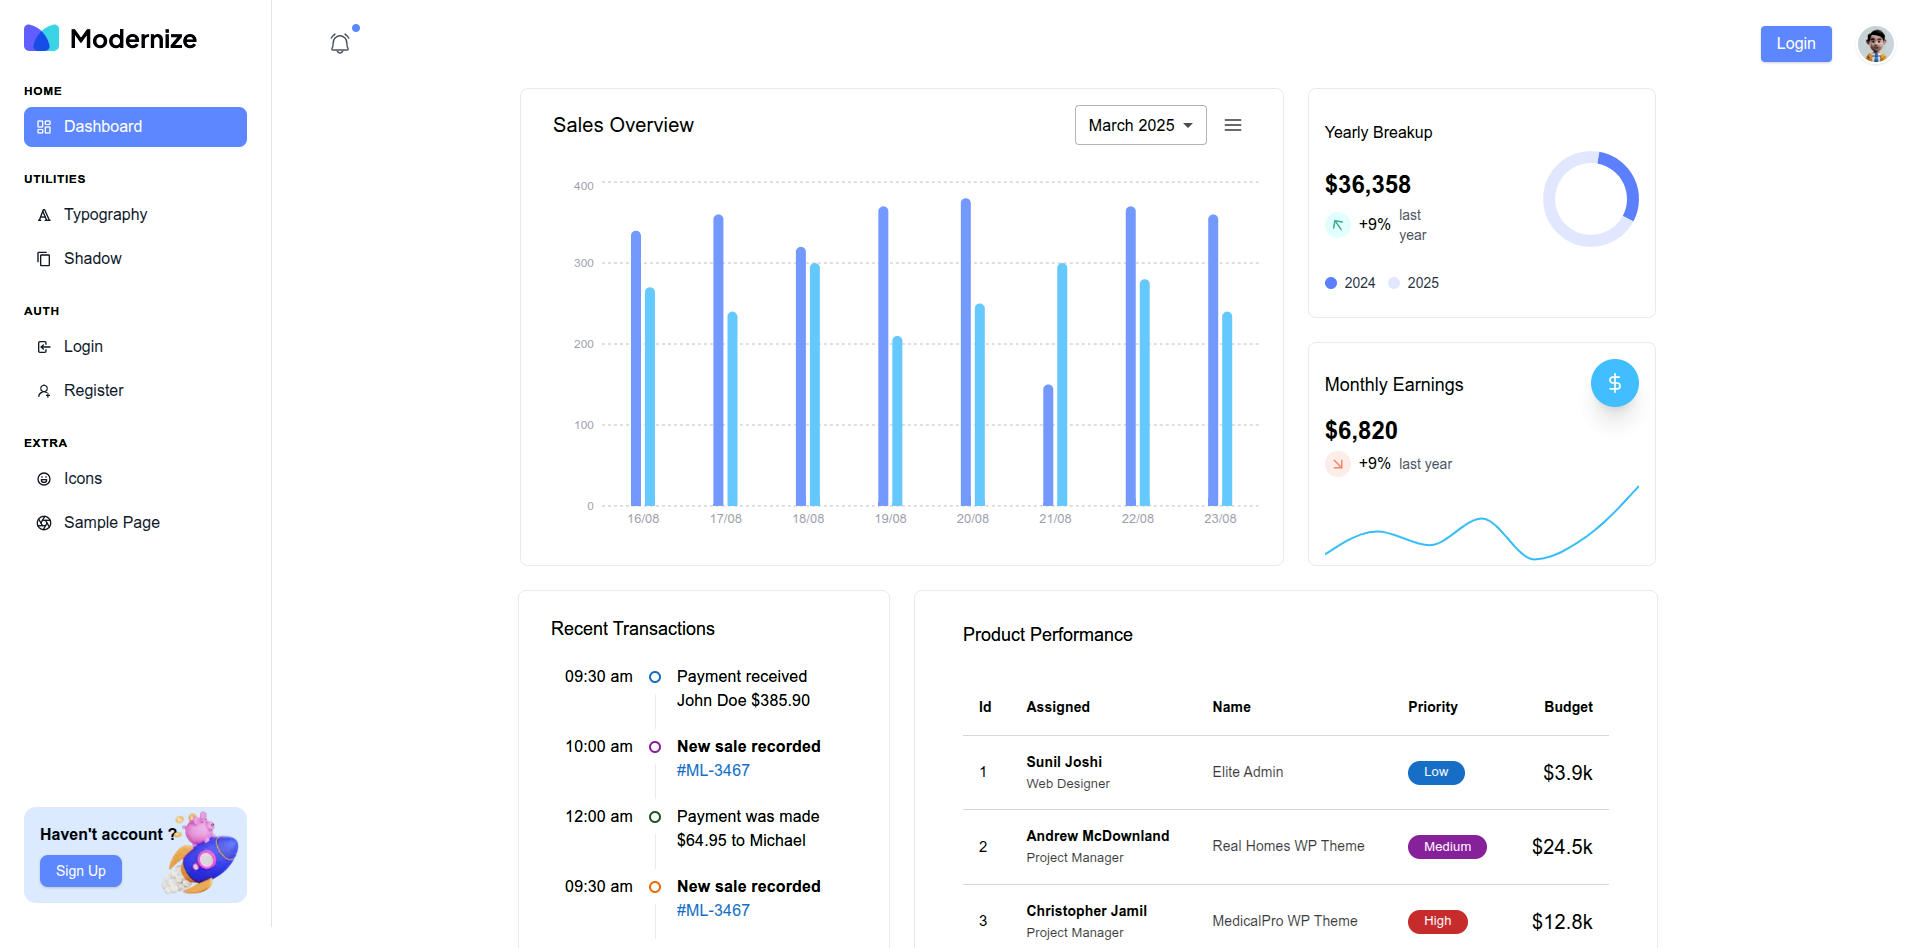 Modernize
HOME
Dashboard
UTILITIES
Typography
Shadow
AUTH
Login
Register
EXTRA
Icons
Sample Page
Haven't account ?
Sign Up
Login
Sales Overview
March 2025
400
300
200
100
0
16/08 17/08 18/08 19/08 20/08 21/08 22/08 23/08
Yearly Breakup
$36,358
+9% last
year
2024 2025
Monthly Earnings
$6,820
+9% last year
Recent Transactions
09:30 am Payment received
John Doe $385.90
10:00 am New sale recorded
#ML-3467
12:00 am Payment was made
$64.95 to Michael
09:30 am New sale recorded
#ML-3467
Product Performance
Id Assigned Name Priority Budget
1 Sunil Joshi Elite Admin Low $3.9k
Web Designer
2 Andrew McDownland Real Homes WP Theme Medium $24.5k
Project Manager
3 Christopher Jamil MedicalPro WP Theme High $12.8k
Project Manager